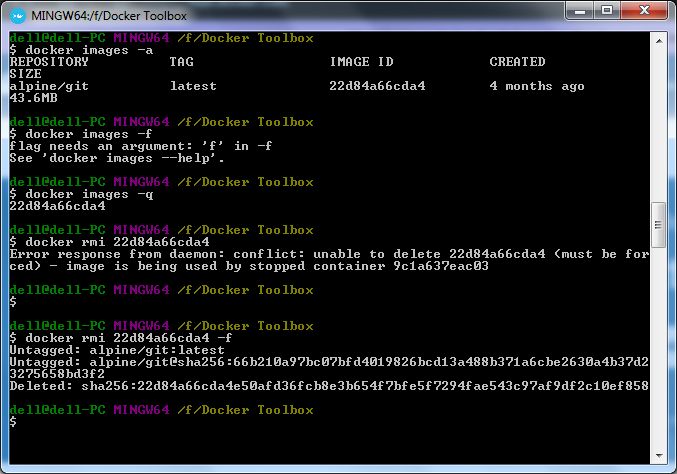 MINGW64:/f/Docker Toolbox
dell@dell-PC MINGW64 /f/Docker Toolbox
$ docker images -a
REPOSITORY TAG IMAGE ID CREATED
SIZE
alpine/git latest 22d84a66cda4 4 months ago
43.6MB
dell@dell-PC MINGW64 /f/Docker Toolbox
$ docker images -f
flag needs an argument: 'f' in -f
See 'docker images --help'.
dell@dell-PC MINGW64 /f/Docker Toolbox
$ docker images -q
22d84a66cda4
dell@dell-PC MINGW64 /f/Docker Toolbox
$ docker rmi 22d84a66cda4
Error response from daemon: conflict: unable to delete 22d84a66cda4 (must be for
ced) - image is being used by stopped container 9c1a637eac03
dell@dell-PC MINGW64 /f/Docker Toolbox
$
dell@dell-PC MINGW64 /f/Docker Toolbox
$ docker rmi 22d84a66cda4 -f
Untagged: alpine/git:latest
Untagged: alpine/git@sha256:66b210a97bc07bfd4019826bcd13a488b371a6cbe2630a4b37d2
3275658bd3f2
Deleted: sha256:22d84a66cda4e50afd36fcb8e3b654f7bfe5f7294fae543c97af9df2c10ef858
dell@dell-PC MINGW64 /f/Docker Toolbox
$